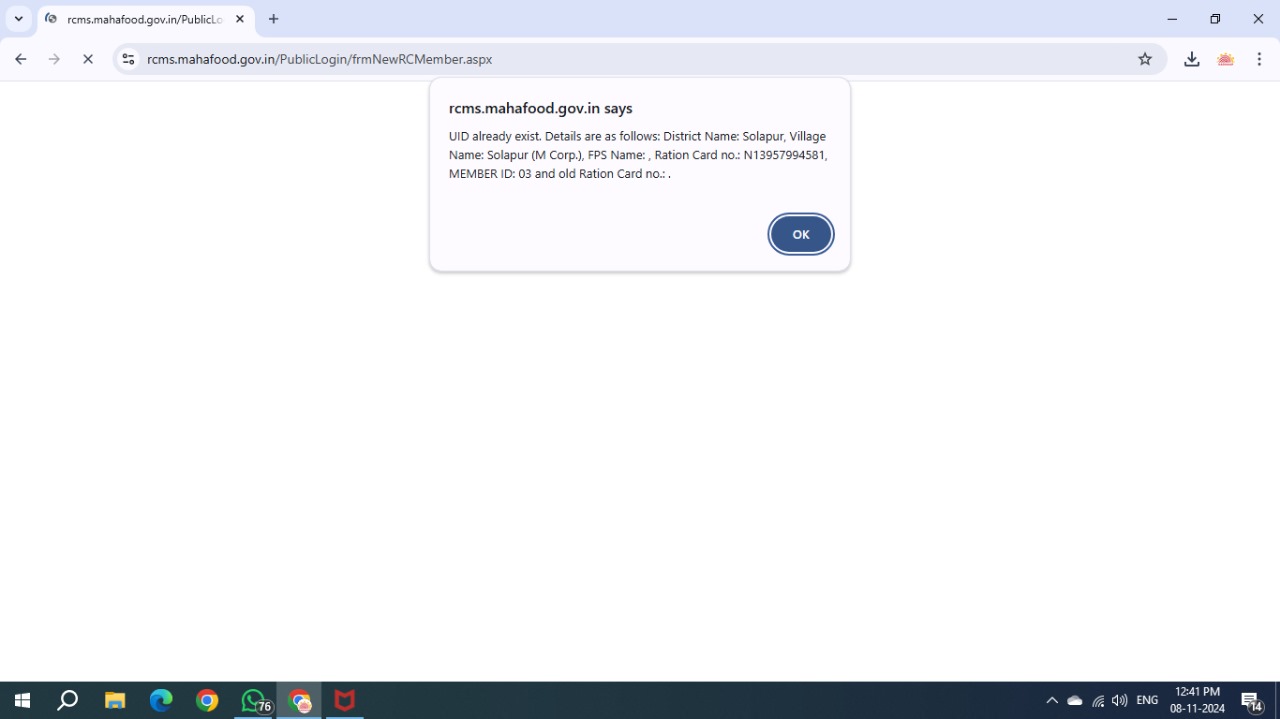 rcms.mahafood.gov.in/PublicLo
rcms.mahafood.gov.in/PublicLogin/frmNewRCMember.aspx
rcms.mahafood.gov.in says
UID already exist. Details are as follows: District Name: Solapur, Village
Name: Solapur (M Corp.), FPS Name: , Ration Card no.: N13957994581,
MEMBER ID: 03 and old Ration Card no.: .
OK
76
ENG
12:41 PM
08-11-2024
14